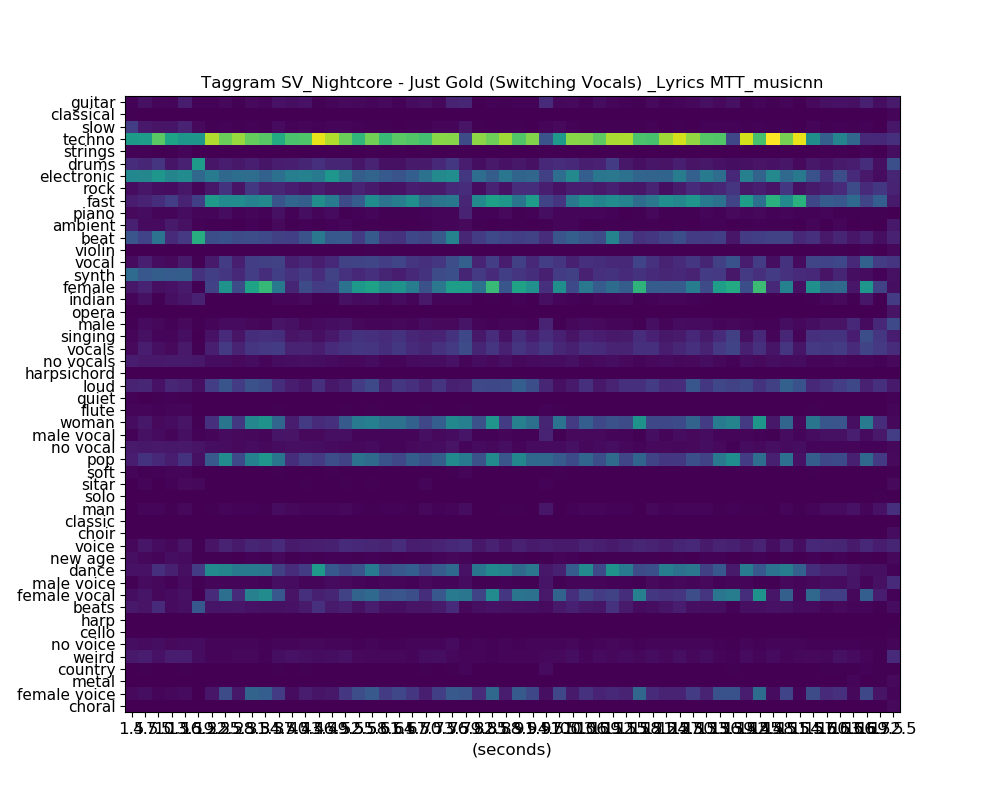 Taggram SV_Nightcore - Just Gold (Switching Vocals) _Lyrics MTT_musicnn
guitar
classical
slow
techno
strings
drums
electronic
rock
fast
piano
ambient
beat
violin
vocal
synth
female
indian
opera
male
singing
vocals
no vocals
harpsichord
loud
quiet
flute
woman
male vocal
no vocal
pop
soft
sitar
solo
man
classic
choir
voice
new age
dance
male voice
female vocal
beats
harp
cello
no voice
weird
country
metal
female voice
choral
(seconds)